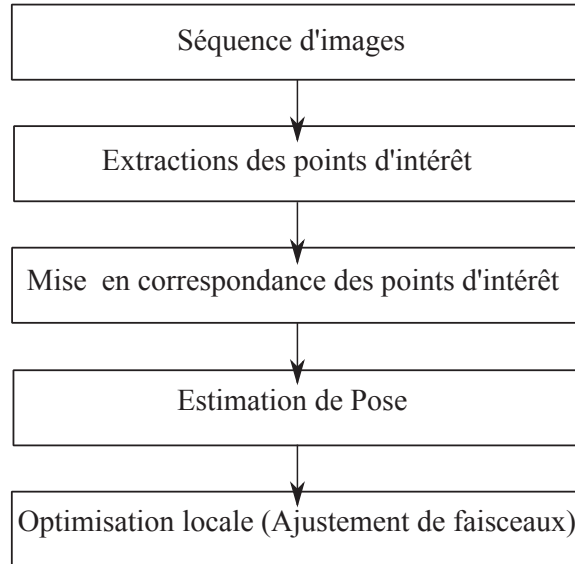 Séquence d'images
Extractions des points d'intérêt
Mise en correspondance des points d'intérêt
Estimation de Pose
Optimisation locale (Ajustement de faisceaux)